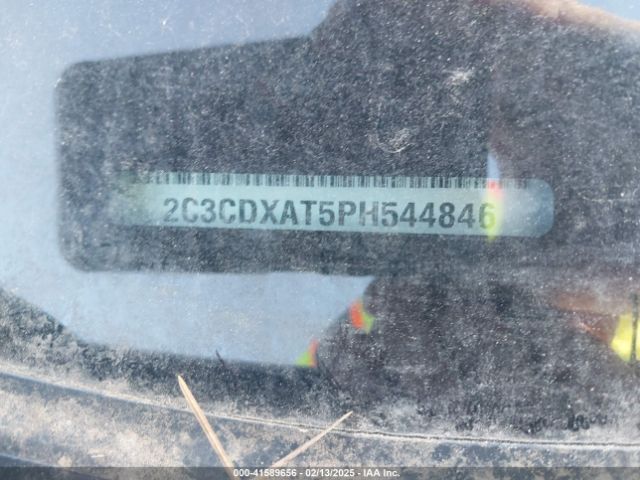 2C3CDXAT5PH544846
000--41589656 - 02/13/2025 - IAA Inc.